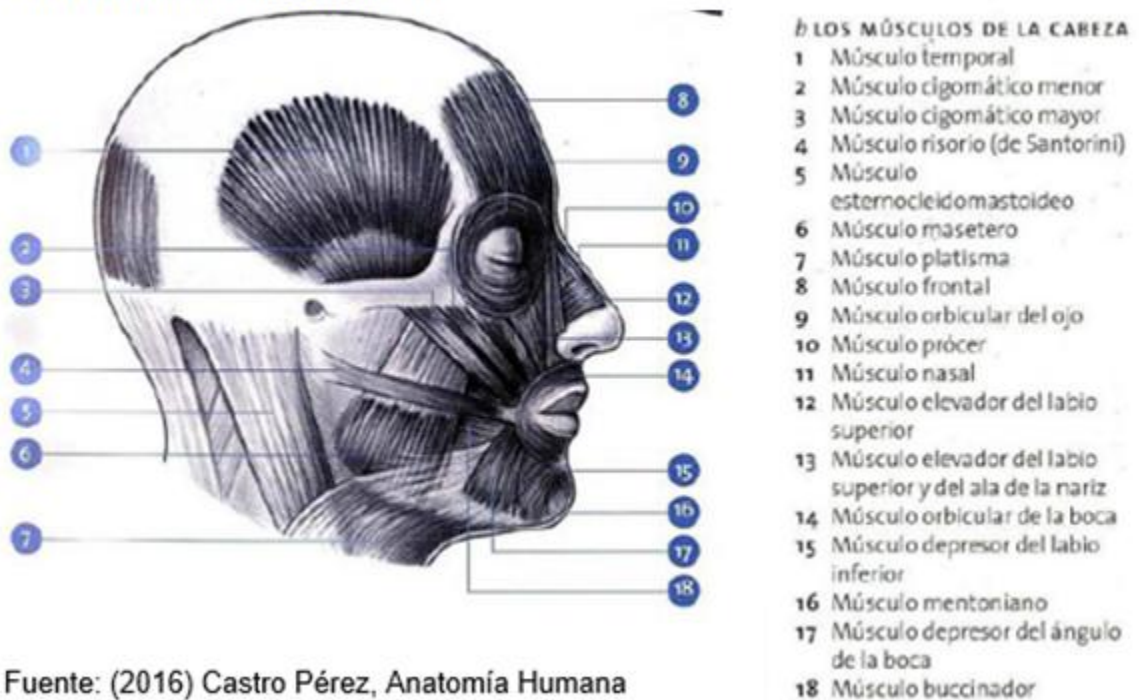 1
2
3
4
5
6
7
8
9
10
11
12
13
14
15
16
17
18
b LOS MÚSCULOS DE LA CABEZA
1 Músculo temporal
2 Músculo cigomático menor
3 Músculo cigomático mayor
4 Músculo risorio (de Santorini)
5 Músculo
esternocleidomastoideo
6 Músculo masetero
7 Músculo platisma
8 Músculo frontal
9 Músculo orbicular del ojo
10 Músculo prócer
11 Músculo nasal
12 Músculo elevador del labio
superior
13 Músculo elevador del labio
superior y del ala de la nariz
14 Músculo orbicular de la boca
15 Músculo depresor del labio
inferior
16 Músculo mentoniano
17 Músculo depresor del ángulo
de la boca
18 Músculo buccinador
Fuente: (2016) Castro Pérez, Anatomía Humana